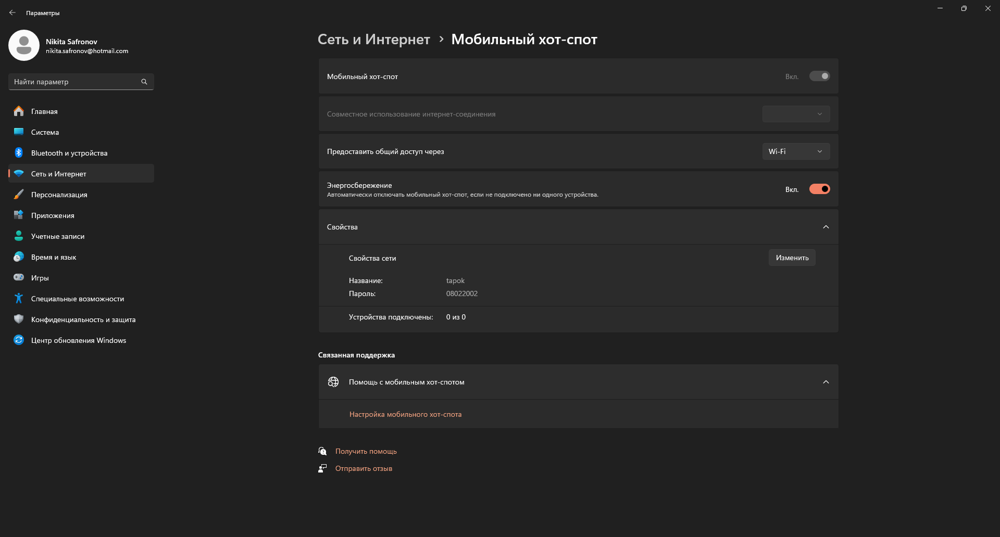 Параметры
Nikita Safronov
nikita.safronov@hotmail.com
Найти параметр
Главная
Система
Bluetooth и устройства
Сеть и Интернет
Персонализация
Приложения
Учетные записи
Время и язык
Игры
Специальные возможности
Конфиденциальность и защита
Центр обновления Windows
Сеть и Интернет › Мобильный хот-спот
Мобильный хот-спот Вкл.
Совместное использование интернет-соединения
Предоставить общий доступ через Wi-Fi
Энергосбережение
Автоматически отключать мобильный хот-спот, если не подключено ни одного устройства. Вкл.
Свойства
Свойства сети Изменить
Название: tapok
Пароль: 08022002
Устройства подключены: 0 из 0
Связанная поддержка
Помощь с мобильным хот-спотом
Настройка мобильного хот-спота
Получить помощь
Отправить отзыв